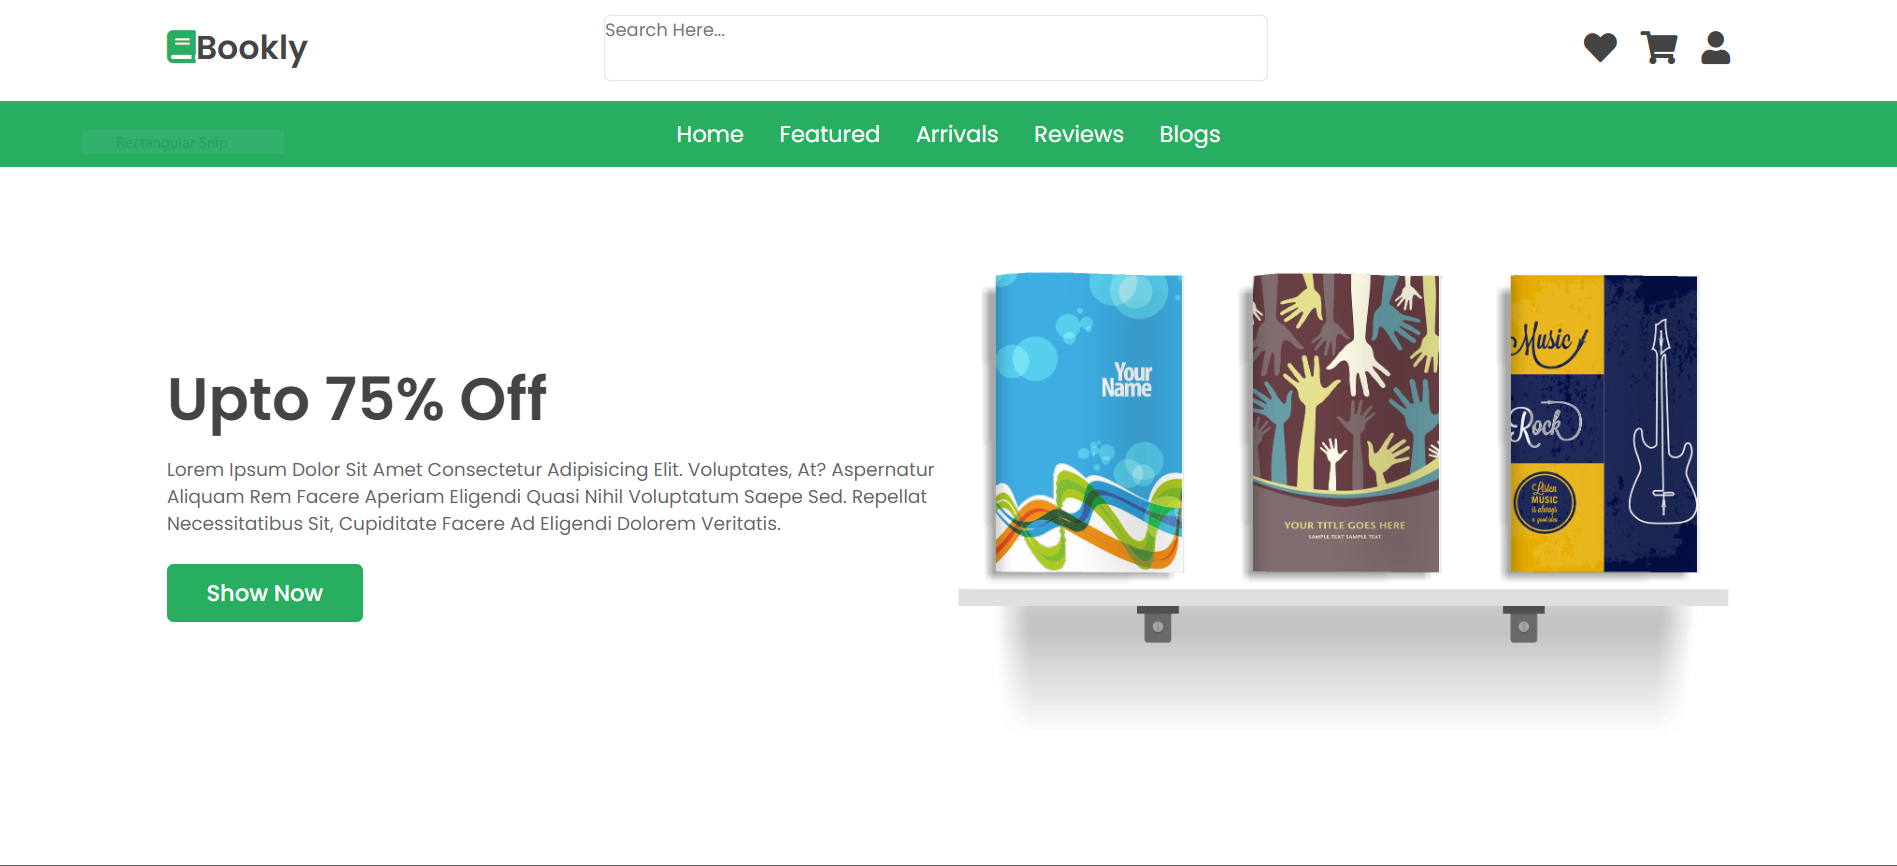 Bookly
Search Here...
Rectangular Snip
Home Featured Arrivals Reviews Blogs
Upto 75% Off
Lorem Ipsum Dolor Sit Amet Consectetur Adipisicing Elit. Voluptates, At? Aspernatur
Aliquam Rem Facere Aperiam Eligendi Quasi Nihil Voluptatum Saepe Sed. Repellat
Necessitatibus Sit, Cupiditate Facere Ad Eligendi Dolorem Veritatis.
Show Now
Your
Name
YOUR TITLE GOES HERE
SAMPLE TEXT SAMPLE TEXT
Music
Rock
Listen
MUSIC
is always
a good idea